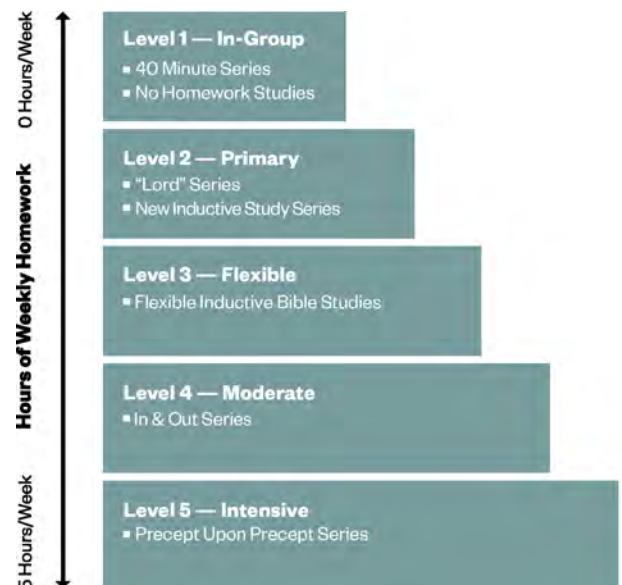 0 Hours/Week
Hours of Weekly Homework
5 Hours/Week
Level 1 — In-Group
▪ 40 Minute Series
▪ No Homework Studies
Level 2 — Primary
▪ “Lord” Series
▪ New Inductive Study Series
Level 3 — Flexible
▪ Flexible Inductive Bible Studies
Level 4 — Moderate
▪ In & Out Series
Level 5 — Intensive
▪ Precept Upon Precept Series